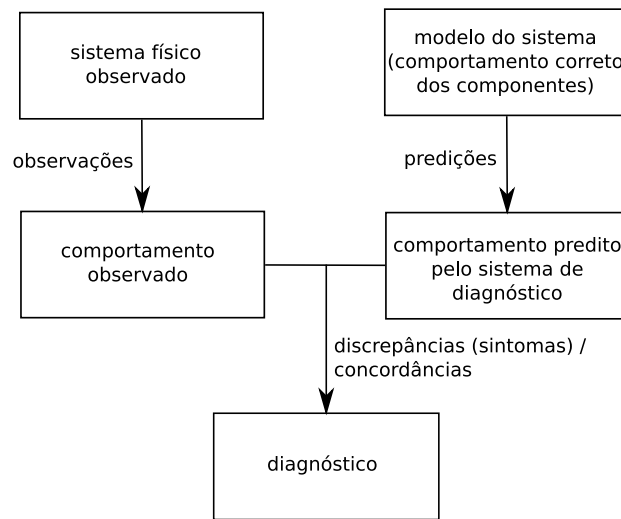 sistema físico
observado
modelo do sistema
(comportamento correto
dos componentes)
observações
predições
comportamento
observado
comportamento predito
pelo sistema de
diagnóstico
discrepâncias (sintomas) /
concordâncias
diagnóstico